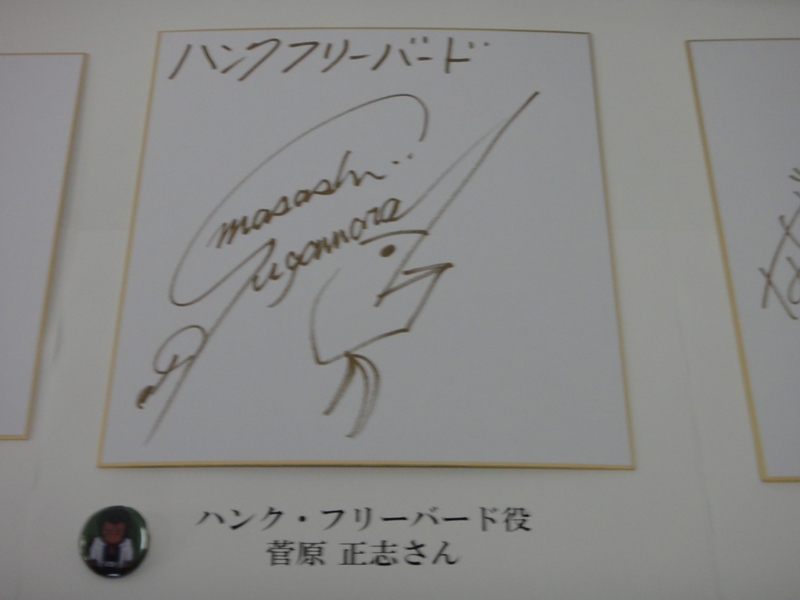 ハンクフリーバード
masashi
Sugannora
ハンク・フリーバード役
菅原 正志さん